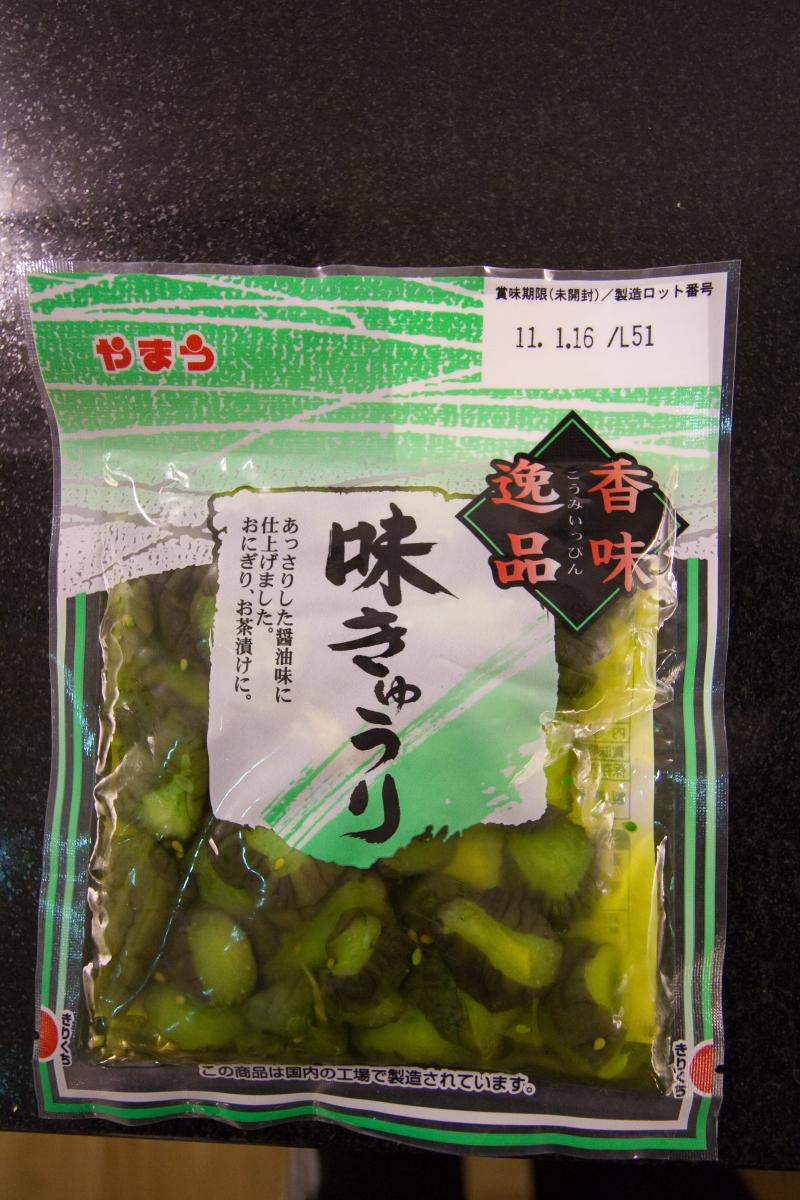 賞味期限(未開封)/製造ロット番号
11. 1.16 /L51
やまう
香味
逸品
こうみいっぴん
味きゅうり
あっさりした醤油味に
仕上げました。
おにぎり、お茶漬けに。
きりくち
きりくち
この商品は国内の工場で製造されています。